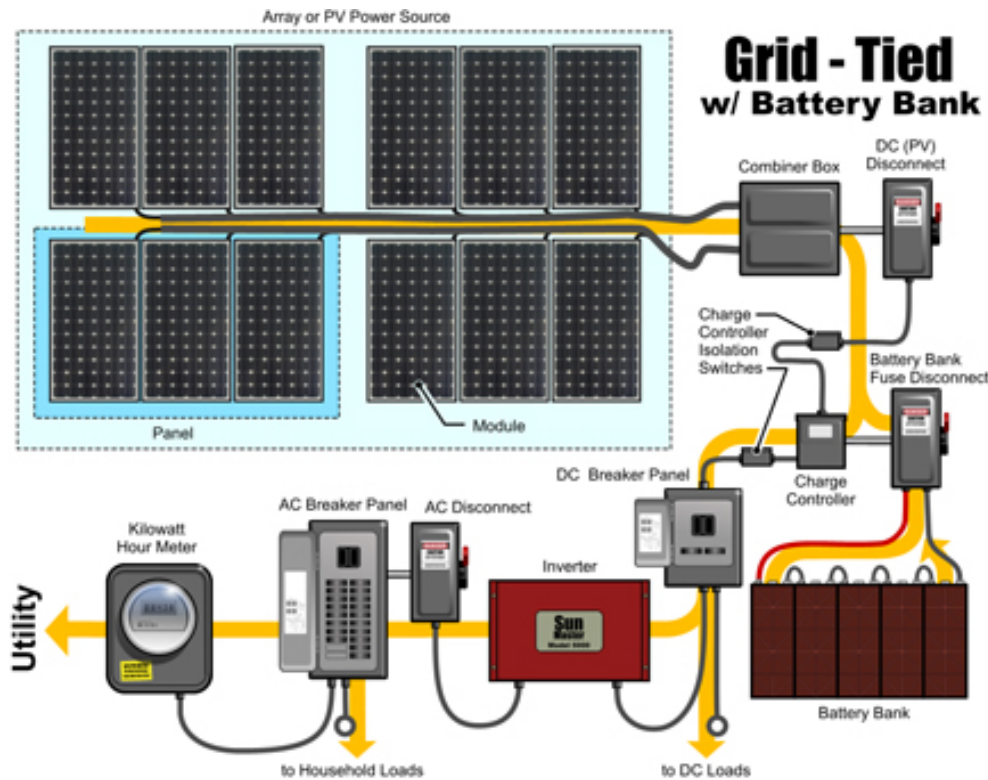 Array or PV Power Source
Grid - Tied
w/ Battery Bank
DC (PV)
Disconnect
Combiner Box
Charge
Controller
Isolation
Switches
Battery Bank
Fuse Disconnect
Panel
Module
DC Breaker Panel
Charge
Controller
AC Breaker Panel
AC Disconnect
Kilowatt
Hour Meter
Inverter
Sun
Master
Model 5000
Utility
Battery Bank
to Household Loads
to DC Loads